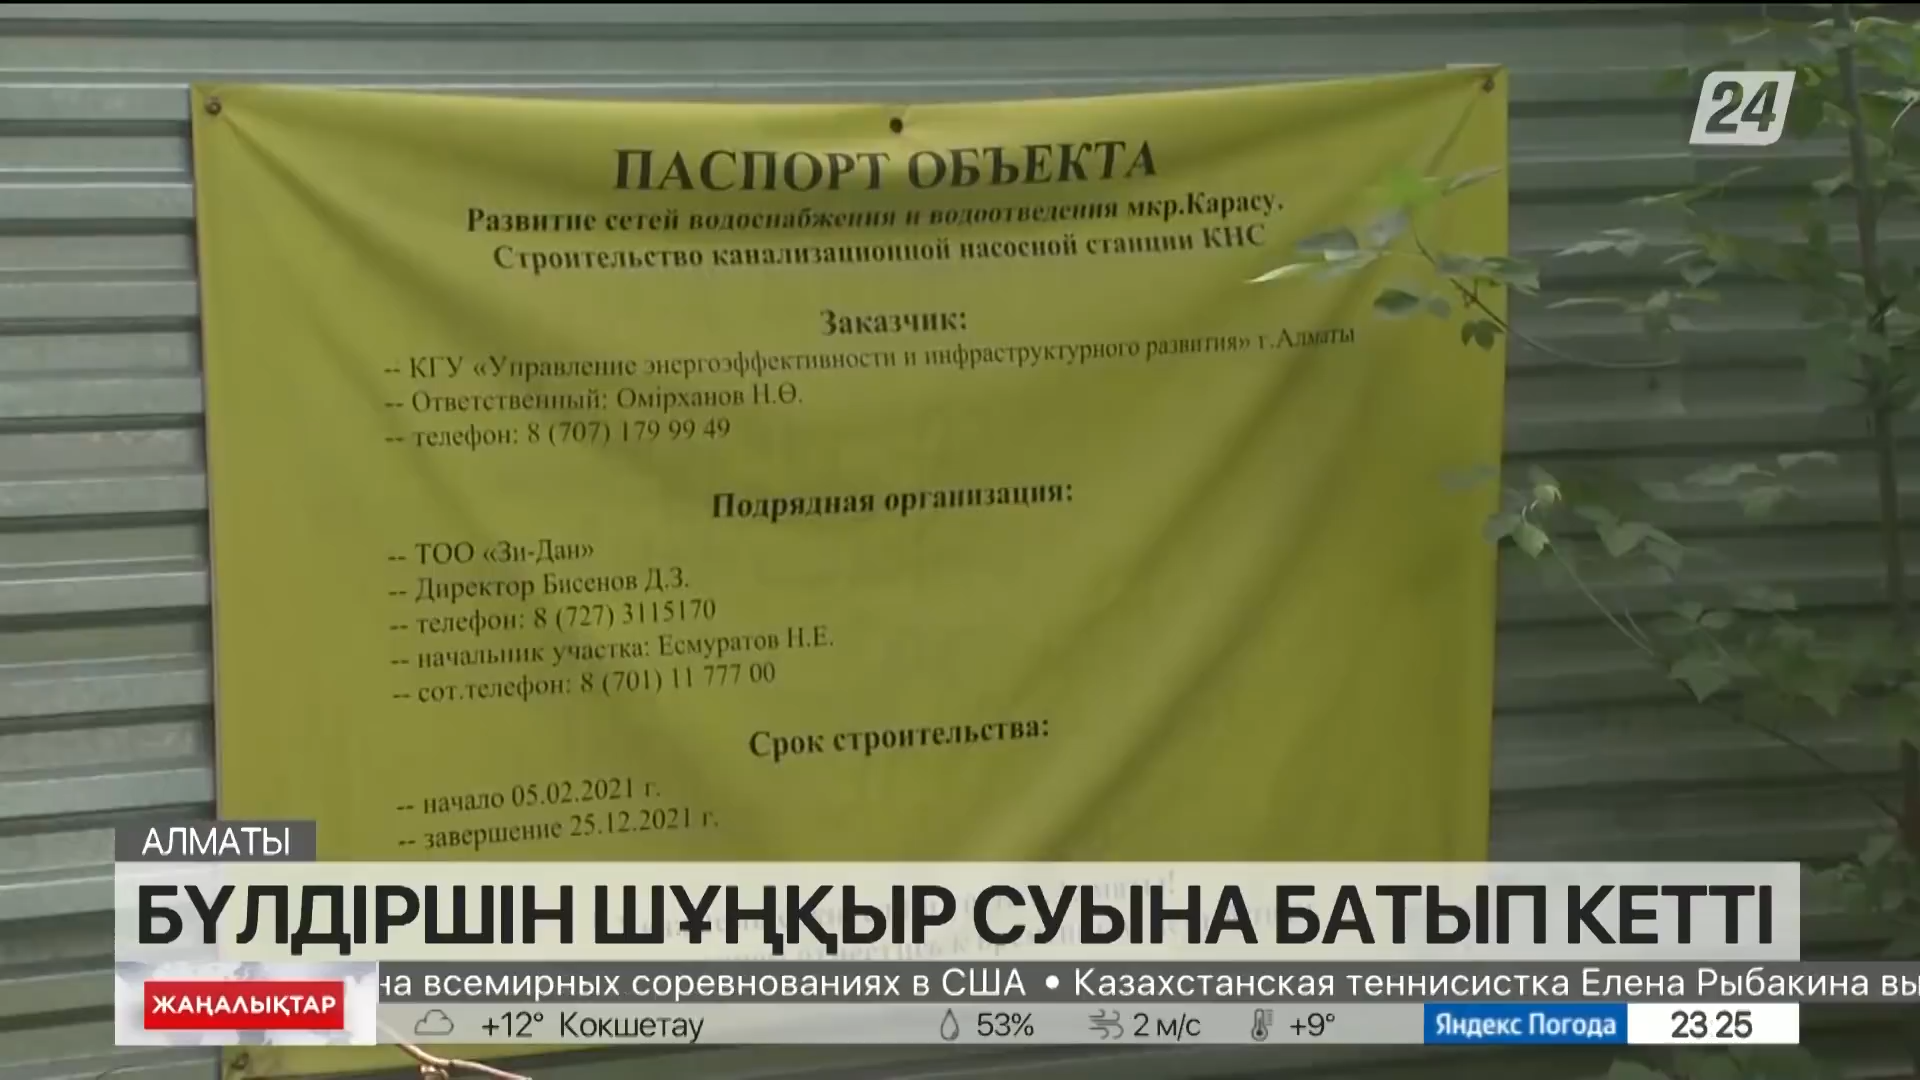 24
ПАСПОРТ ОБЪЕКТА
Развитие сетей водоснабжения и водоотведения мкр.Карасу.
Строительство канализационной насосной станции КНС
Заказчик:
-- КГУ «Управление энергоэффективности и инфраструктурного развития» г.Алматы
-- Ответственный: Омірханов Н.Ө.
-- телефон: 8 (707) 179 99 49
Подрядная организация:
-- ТОО «Зи-Дан»
-- Директор Бисенов Д.З.
-- телефон: 8 (727) 3115170
-- начальник участка: Есмуратов Н.Е.
-- сот.телефон: 8 (701) 11 777 00
Срок строительства:
-- начало 05.02.2021 г.
-- завершение 25.12.2021 г.
АЛМАТЫ
БҮЛДІРШІН ШҰҢҚЫР СУЫНА БАТЫП КЕТТІ
на всемирных соревнованиях в США • Казахстанская теннисистка Елена Рыбакина вы
ЖАҢАЛЫҚТАР
+12° Кокшетау 53% 2 м/с +9° Яндекс Погода 23 25